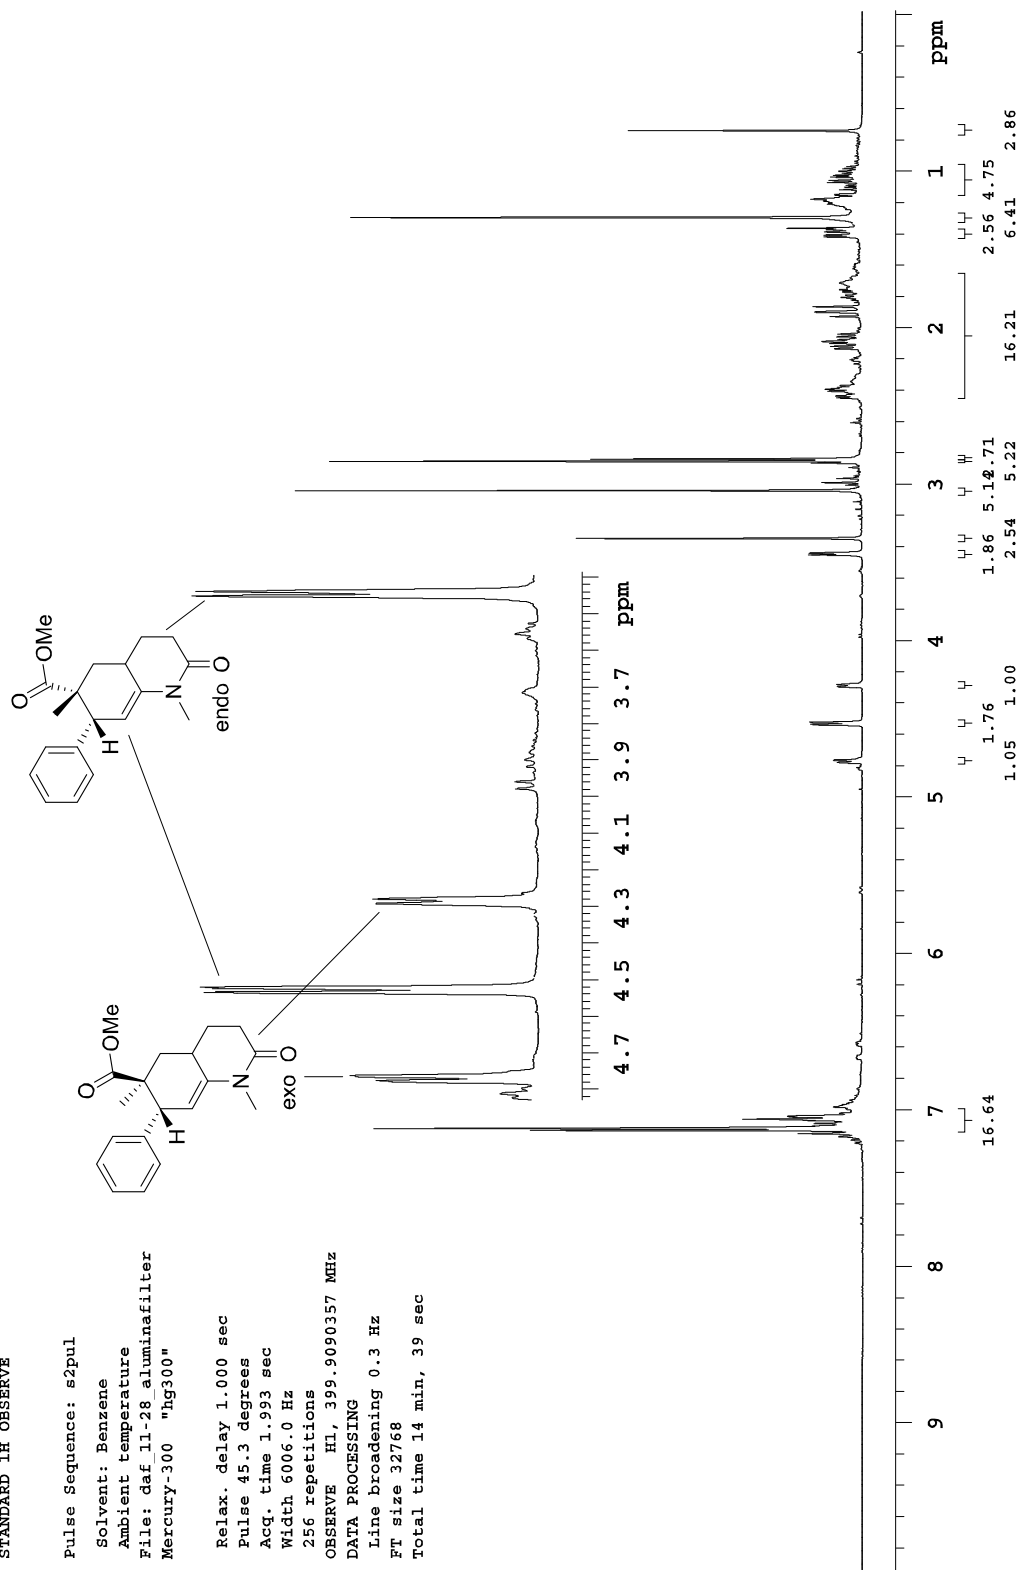 STANDARD 1H OBSERVE
Pulse Sequence: s2pul
Solvent: Benzene
Ambient temperature
File: daf_11-28_aluminafilter
Mercury-300 "hg300"
Relax. delay 1.000 sec
Pulse 45.3 degrees
Acq. time 1.993 sec
Width 6006.0 Hz
256 repetitions
OBSERVE H1, 399.9090357 MHz
DATA PROCESSING
Line broadening 0.3 Hz
FT size 32768
Total time 14 min, 39 sec
O
OMe
H
N
O
exo
O
OMe
H
N
O
endo
4.7 4.5 4.3 4.1 3.9 3.7 ppm
9 8 7 6 5 4 3 2 1 ppm
16.64
1.05
1.76
1.00
1.86
2.54
5.14
5.22
2.71
16.21
2.56
6.41
4.75
2.86